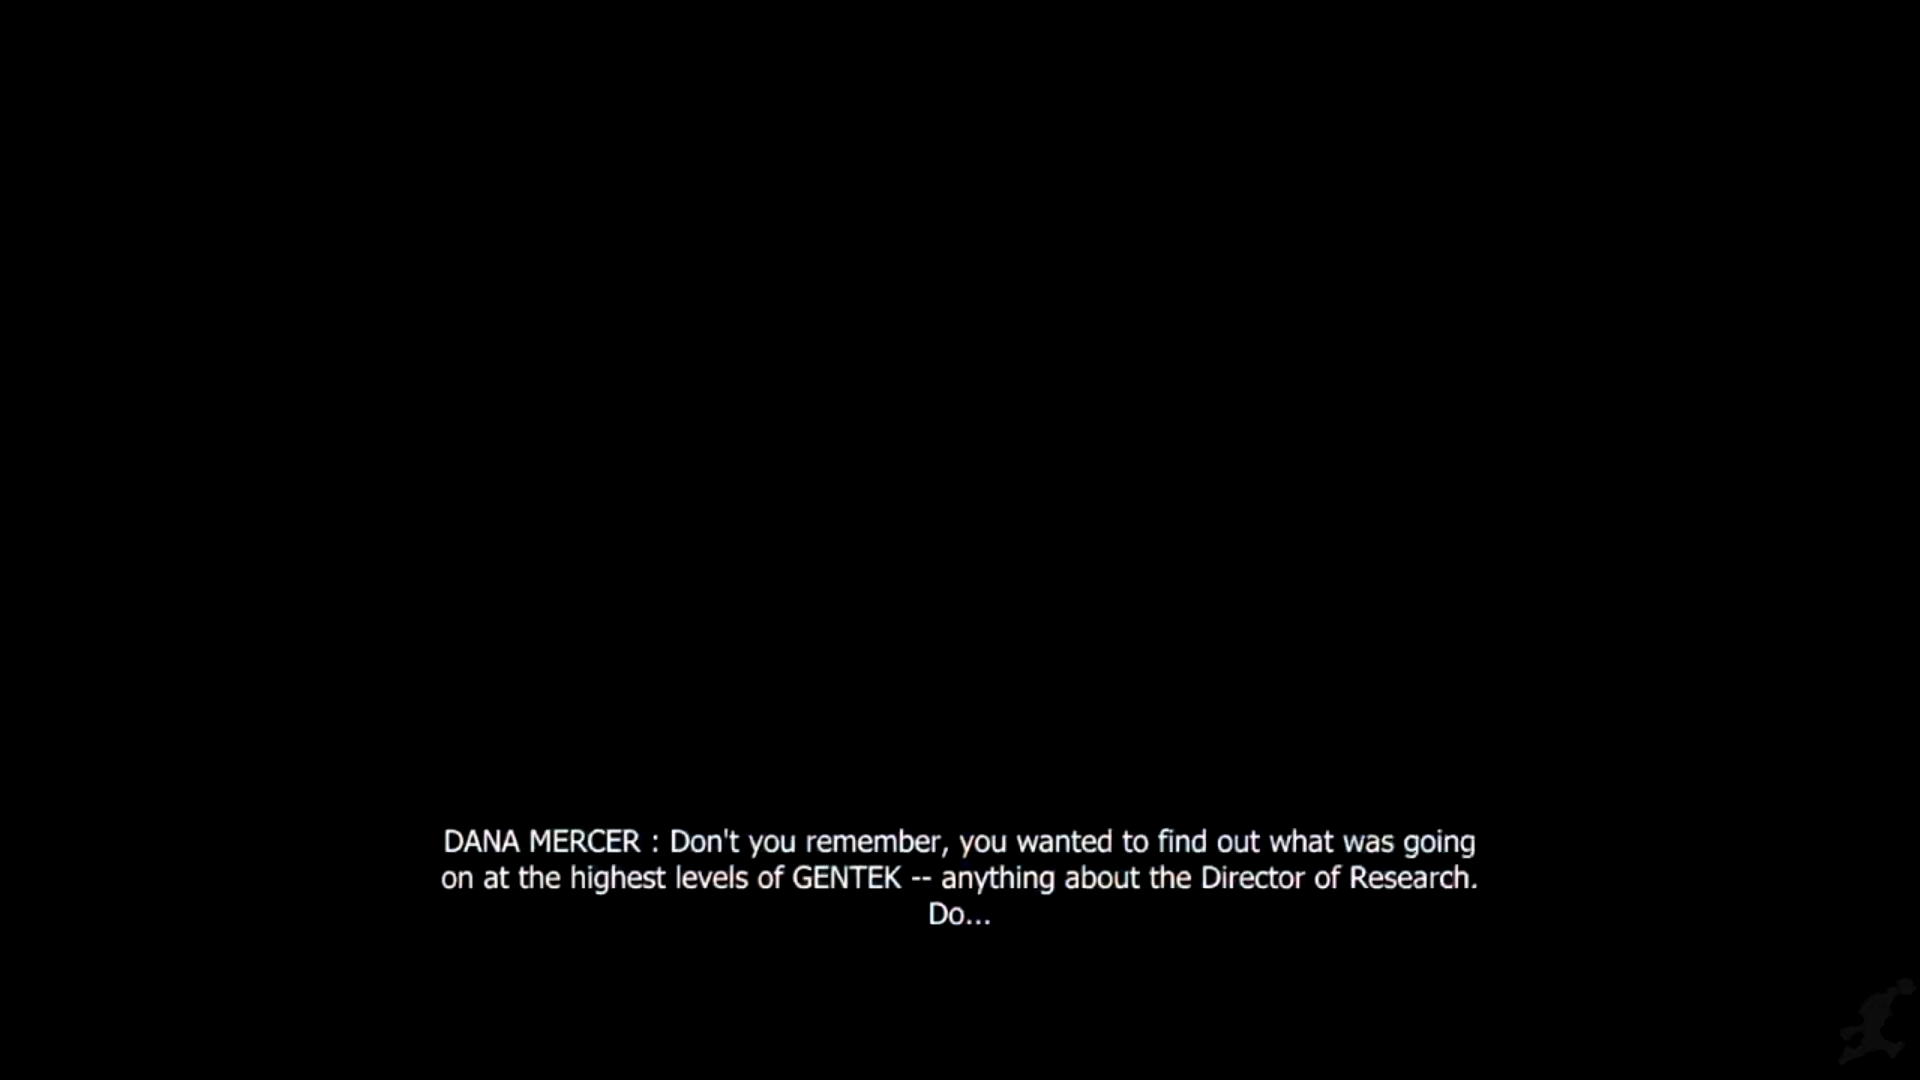 DANA MERCER : Don't you remember, you wanted to find out what was going
on at the highest levels of GENTEK -- anything about the Director of Research.
Do...